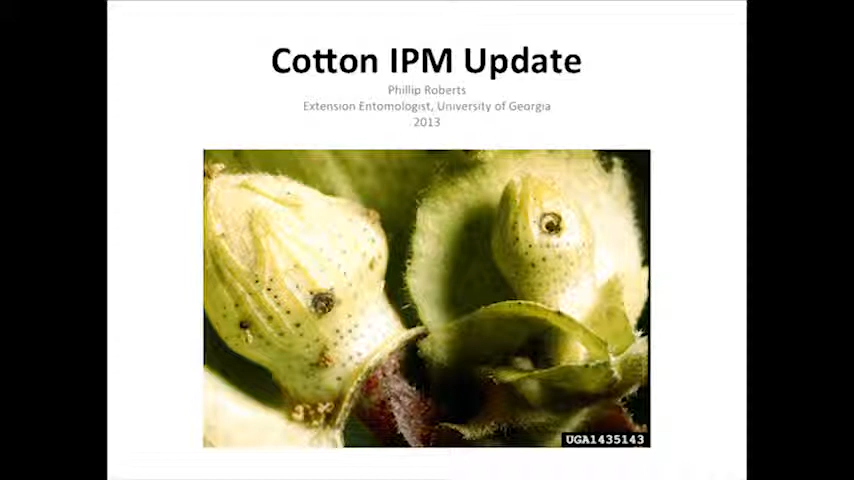 Cotton IPM Update
Phillip Roberts
Extension Entomologist, University of Georgia
2013
UGA1435143